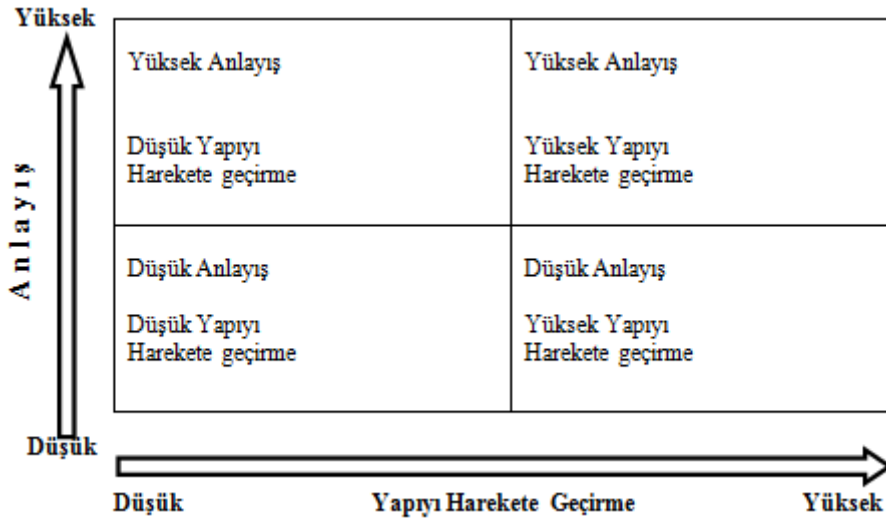 Yüksek
Yüksek Anlayış
Düşük Yapıyı
Harekete geçirme
Yüksek Anlayış
Yüksek Yapıyı
Harekete geçirme
Anlayış
Düşük Anlayış
Düşük Yapıyı
Harekete geçirme
Düşük Anlayış
Yüksek Yapıyı
Harekete geçirme
Düşük
Düşük Yapıyı Harekete Geçirme Yüksek